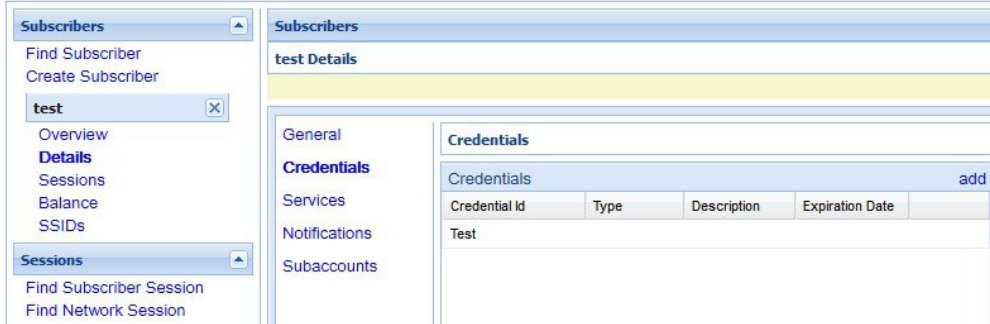 Subscribers
Find Subscriber
Create Subscriber
test
Overview
Details
Sessions
Balance
SSIDs
Sessions
Find Subscriber Session
Find Network Session
Subscribers
test Details
General
Credentials
Services
Notifications
Subaccounts
Credentials
Credentials add
Credential Id Type Description Expiration Date
Test